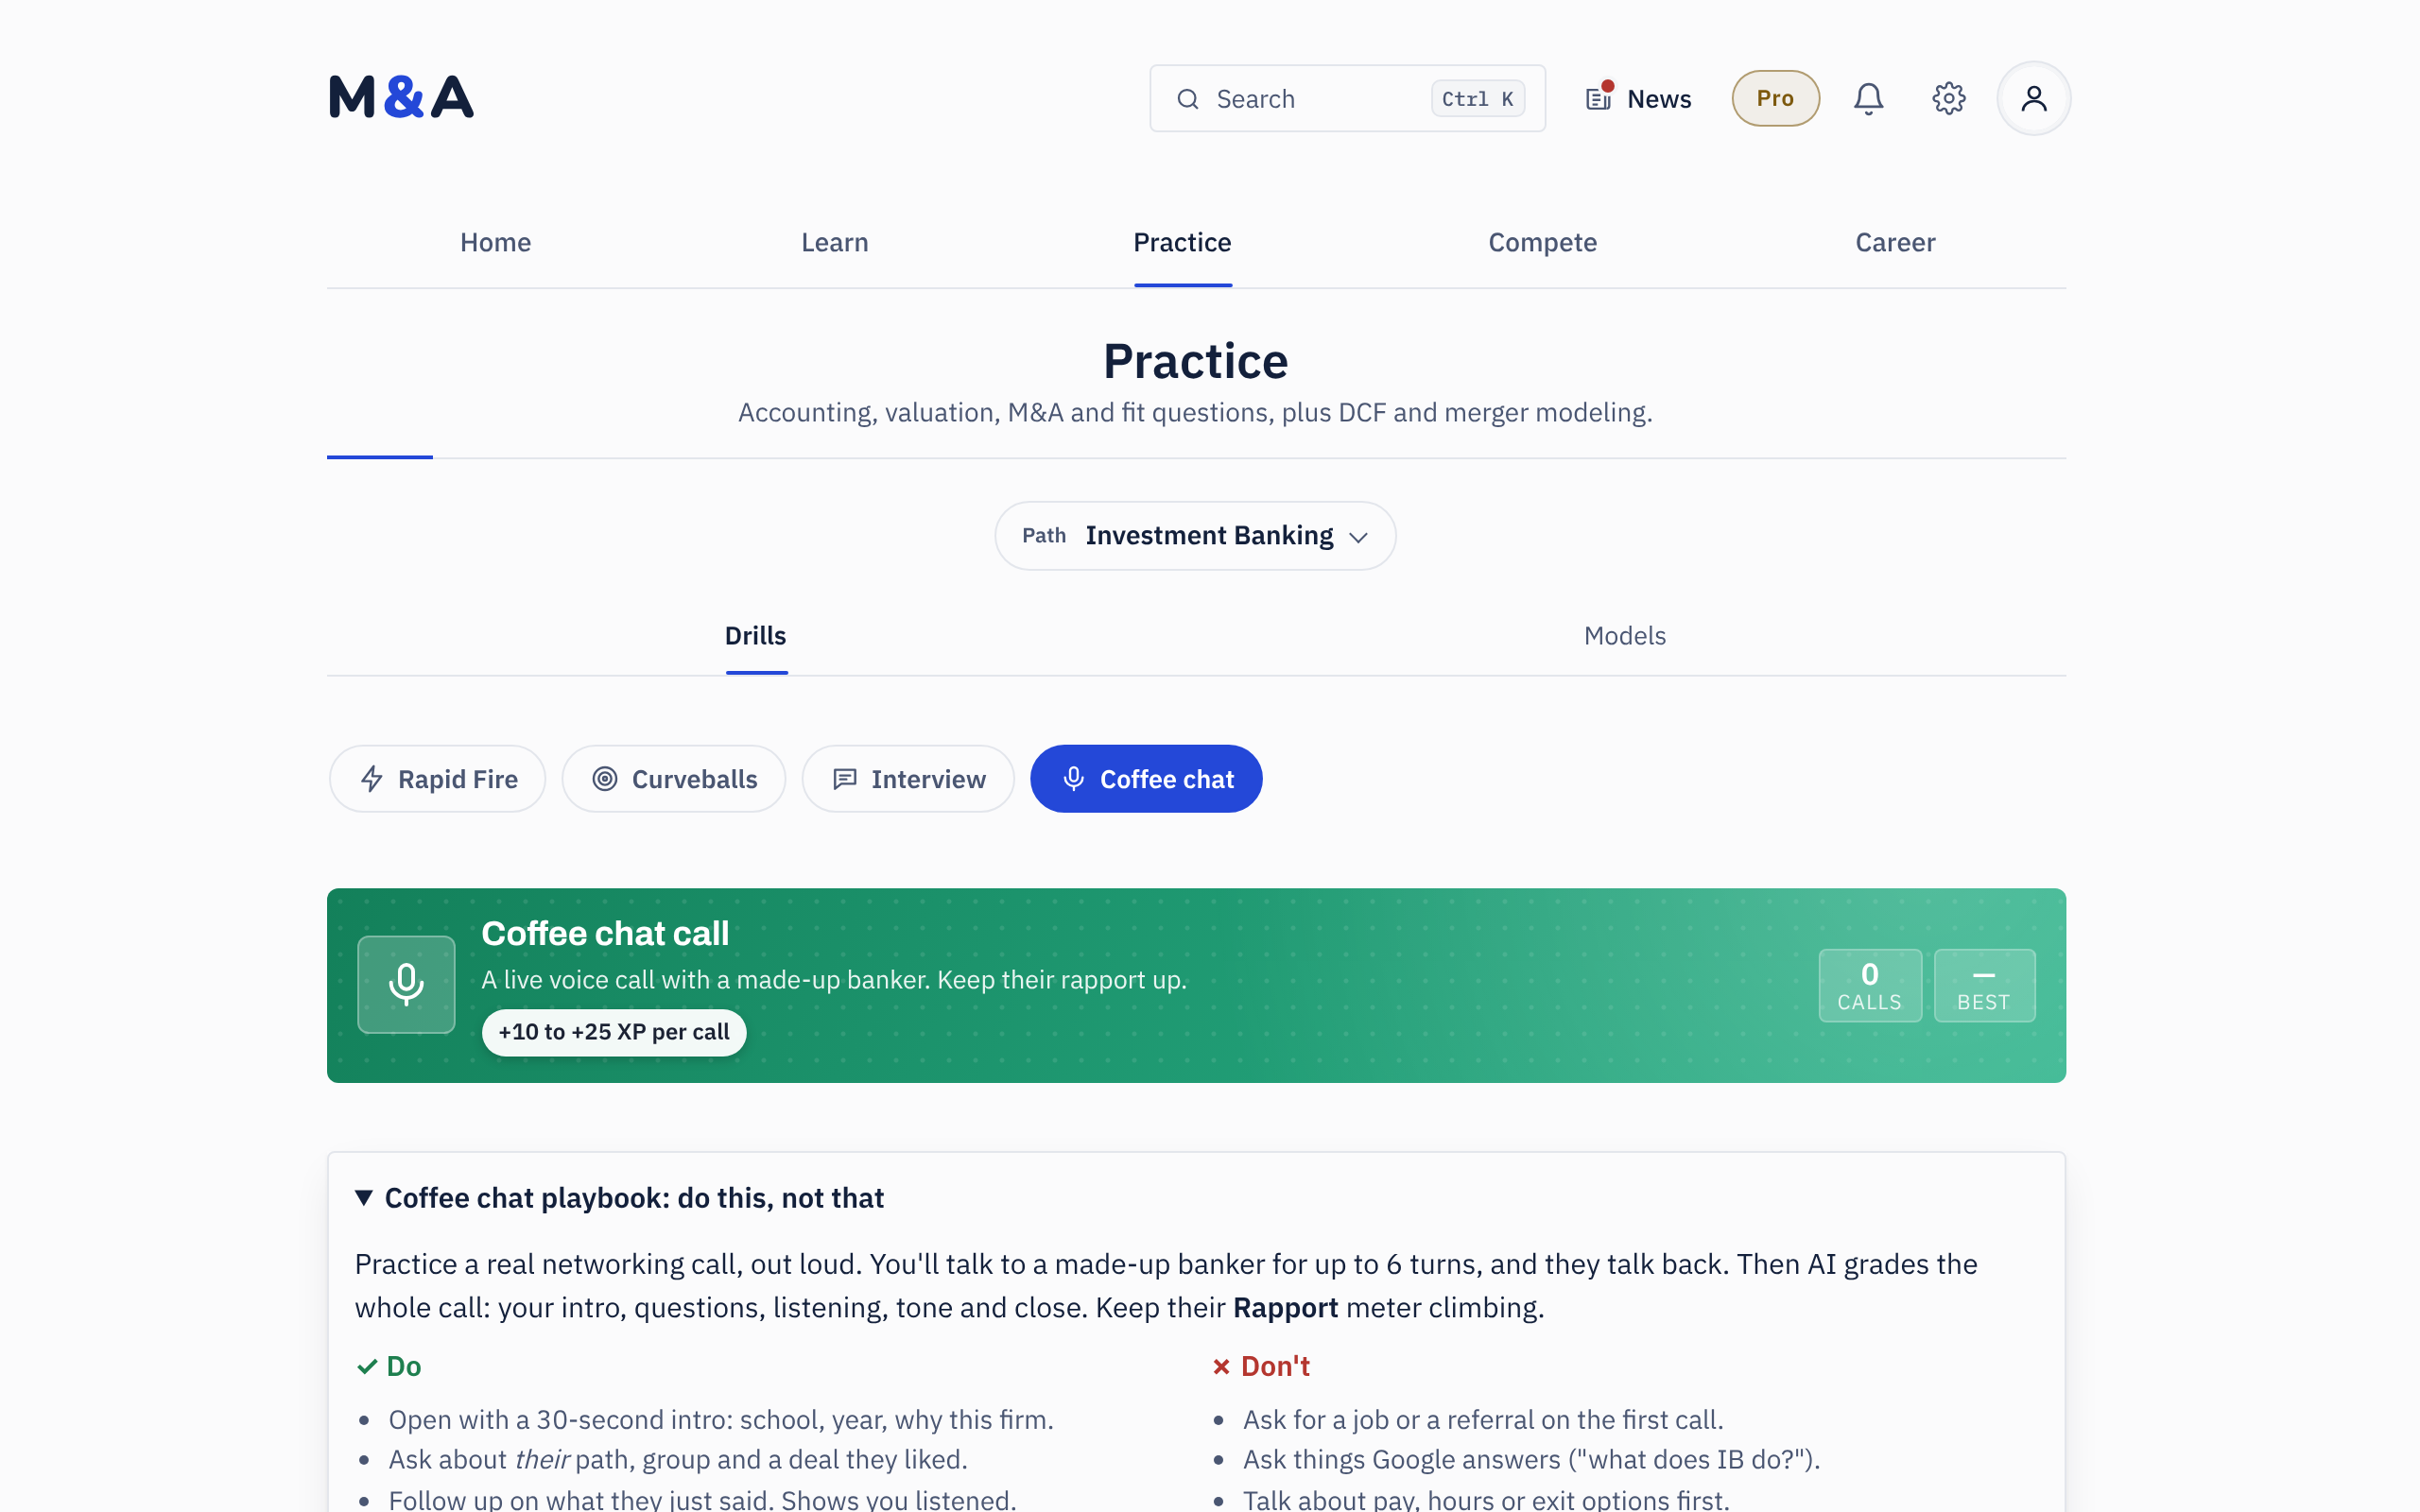 M&A
Search Ctrl K
News
Pro
Home Learn Practice Compete Career
Practice
Accounting, valuation, M&A and fit questions, plus DCF and merger modeling.
Path Investment Banking
Drills Models
Rapid Fire Curveballs Interview Coffee chat
Coffee chat call
A live voice call with a made-up banker. Keep their rapport up.
+10 to +25 XP per call
0 —
CALLS BEST
Coffee chat playbook: do this, not that
Practice a real networking call, out loud. You'll talk to a made-up banker for up to 6 turns, and they talk back. Then AI grades the
whole call: your intro, questions, listening, tone and close. Keep their Rapport meter climbing.
Do
Open with a 30-second intro: school, year, why this firm.
Ask about their path, group and a deal they liked.
Follow up on what they just said. Shows you listened.
Don't
Ask for a job or a referral on the first call.
Ask things Google answers ("what does IB do?").
Talk about pay, hours or exit options first.